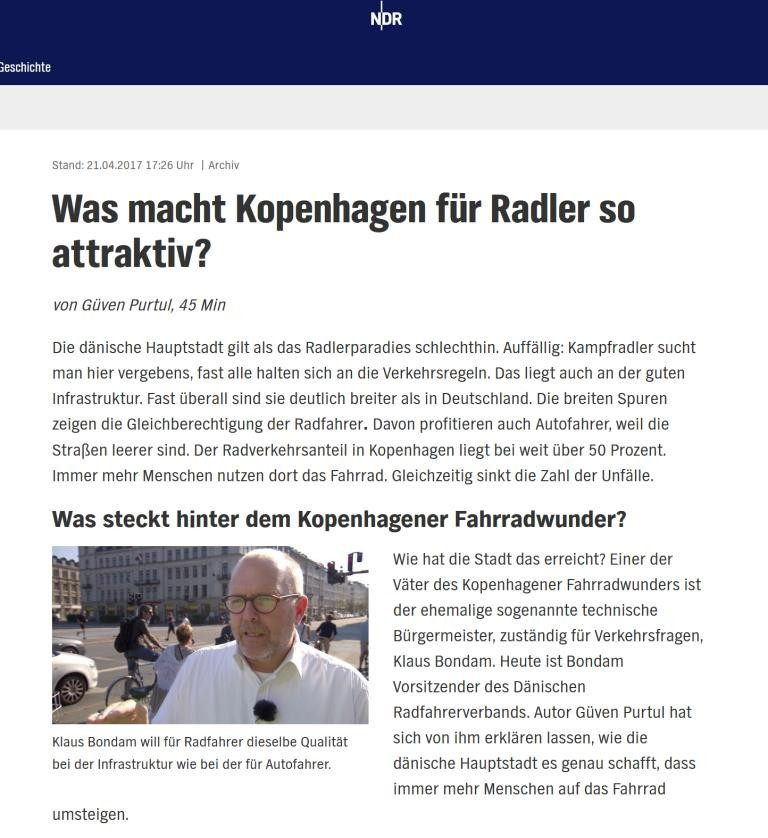 NDR
Geschichte
Stand: 21.04.2017 17:26 Uhr | Archiv
Was macht Kopenhagen für Radler so
attraktiv?
von Güven Purtul, 45 Min
Die dänische Hauptstadt gilt als das Radlerparadies schlechthin. Auffällig: Kampfradler sucht
man hier vergebens, fast alle halten sich an die Verkehrsregeln. Das liegt auch an der guten
Infrastruktur. Fast überall sind sie deutlich breiter als in Deutschland. Die breiten Spuren
zeigen die Gleichberechtigung der Radfahrer. Davon profitieren auch Autofahrer, weil die
Straßen leerer sind. Der Radverkehrsanteil in Kopenhagen liegt bei weit über 50 Prozent.
Immer mehr Menschen nutzen dort das Fahrrad. Gleichzeitig sinkt die Zahl der Unfälle.
Was steckt hinter dem Kopenhagener Fahrradwunder?
Wie hat die Stadt das erreicht? Einer der
Väter des Kopenhagener Fahrradwunders ist
der ehemalige sogenannte technische
Bürgermeister, zuständig für Verkehrsfragen,
Klaus Bondam. Heute ist Bondam
Vorsitzender des Dänischen
Radfahrerverbands. Autor Güven Purtul hat
sich von ihm erklären lassen, wie die
dänische Hauptstadt es genau schafft, dass
immer mehr Menschen auf das Fahrrad
umsteigen.
Klaus Bondam will für Radfahrer dieselbe Qualität
bei der Infrastruktur wie bei der für Autofahrer.